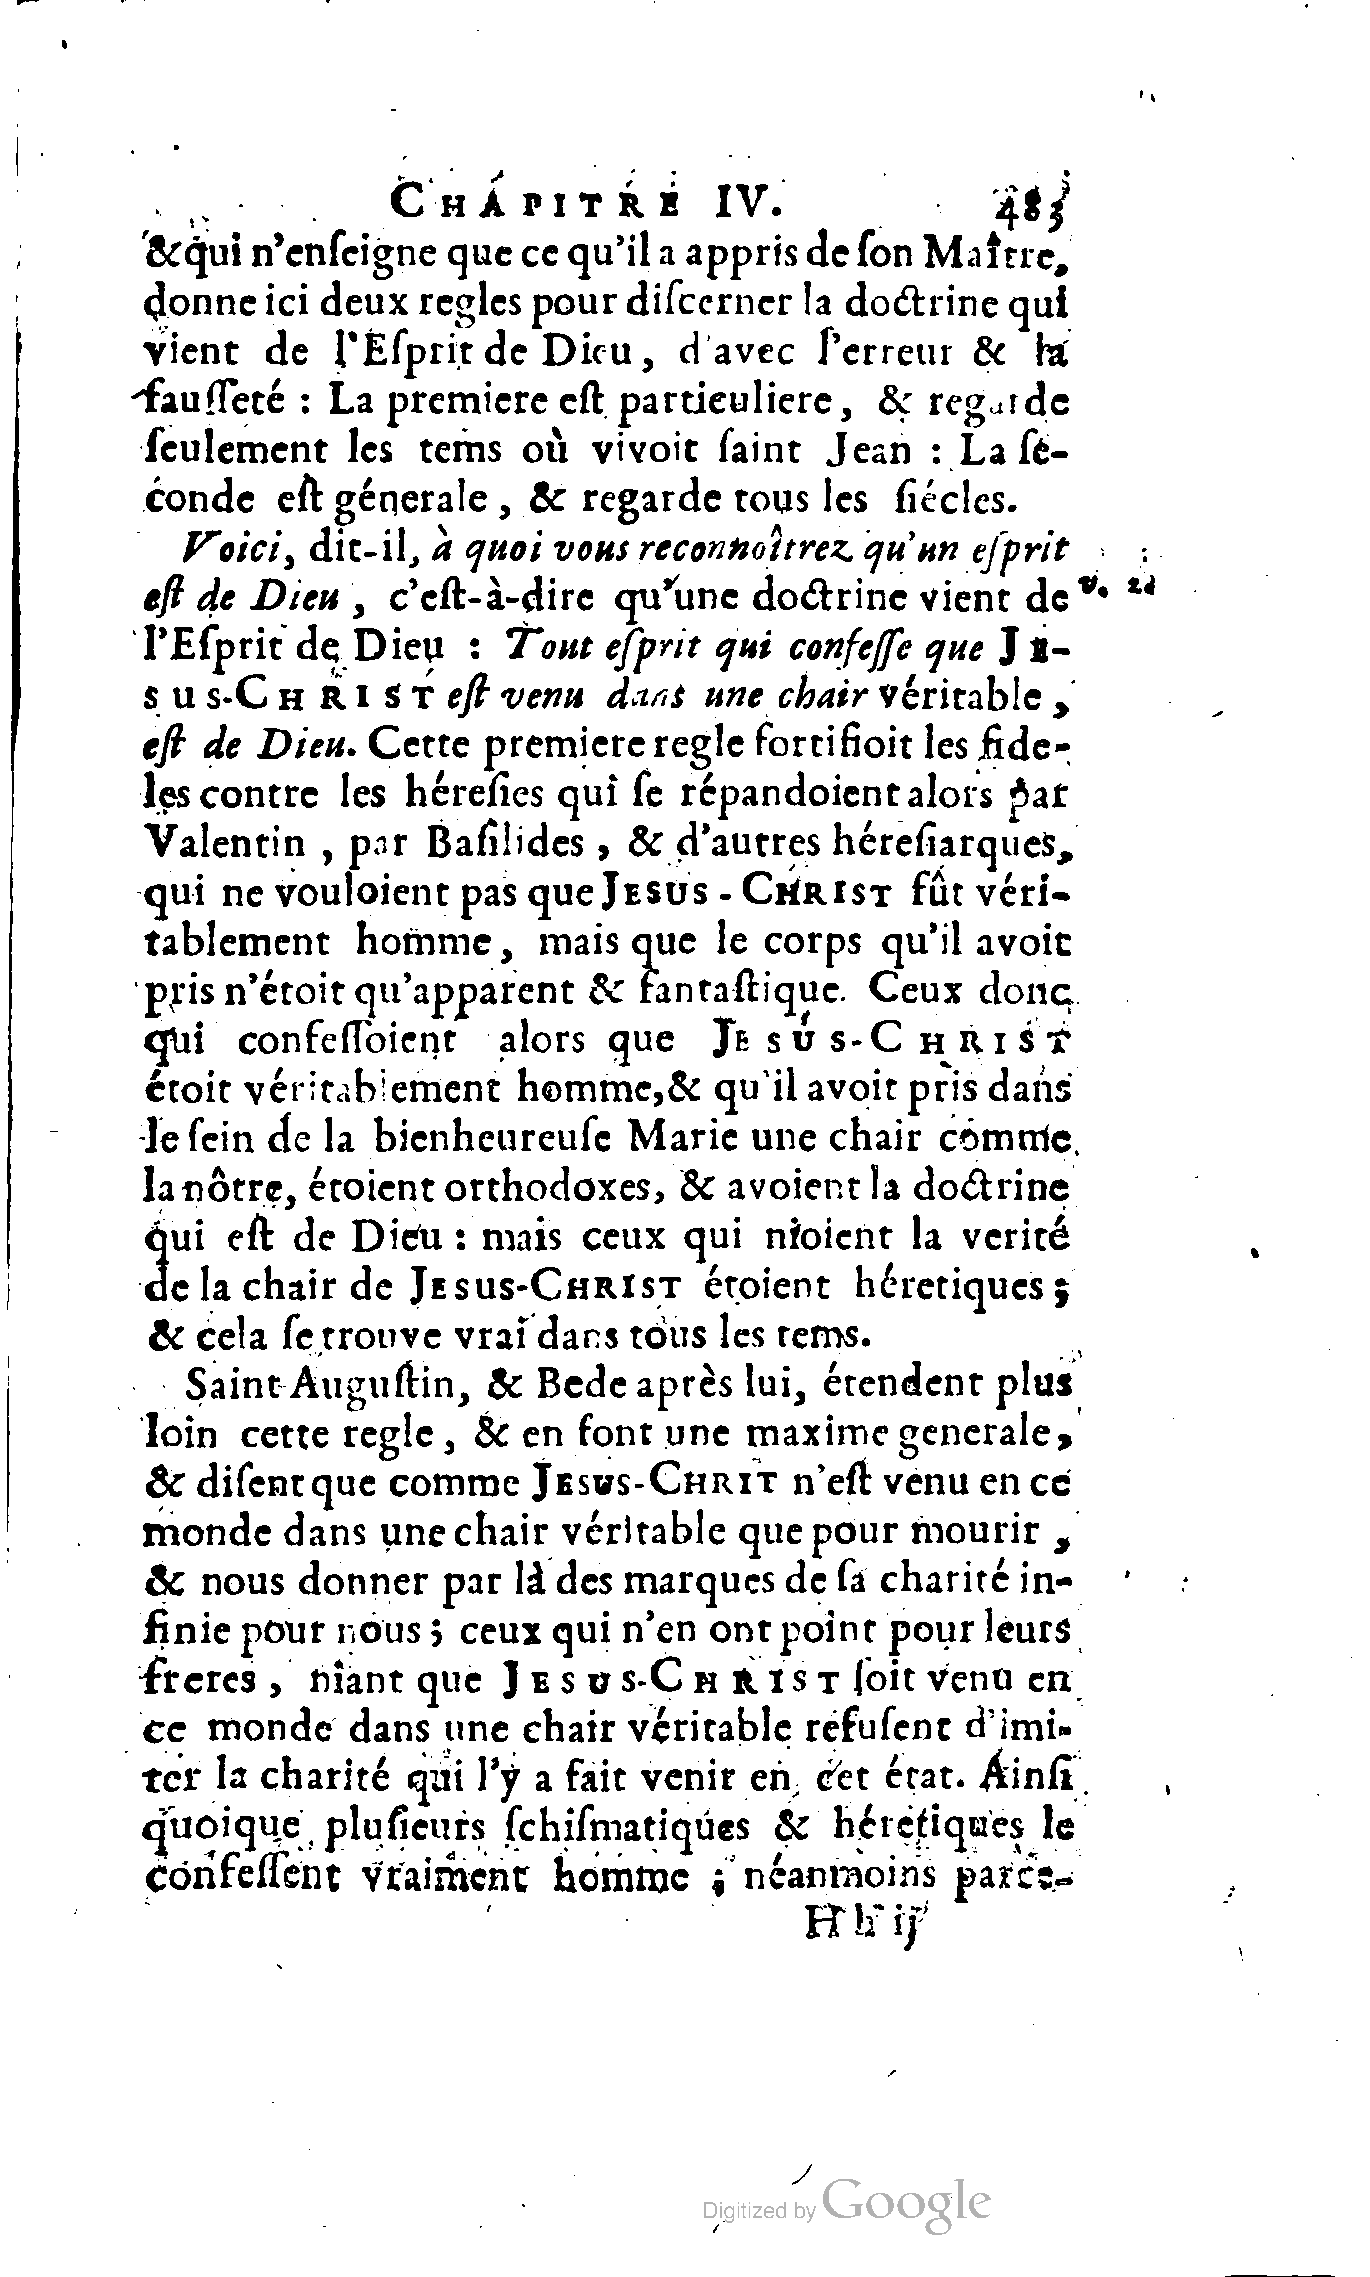 CHAPITRE IV. 483
& qui n'enſeigne que ce qu'il a appris de ſon Maître,
donne ici deux regles pour diſcerner la doctrine qui
vient de l'Eſprit de Dieu, d'avec l'erreur & la
fauſſeté : La premiere eſt particuliere, & regarde
ſeulement les tems où vivoit ſaint Jean : La ſe-
conde eſt génerale, & regarde tous les ſiécles.
Voici, dit-il, à quoi vous reconnoîtrez qu'un eſprit
eſt de Dieu, c'eſt-à-dire qu'une doctrine vient de v. 2.
l'Eſprit de Dieu : Tout eſprit qui confeſſe que JE-
SUS-CHRIST eſt venu dans une chair véritable,
eſt de Dieu. Cette premiere regle fortifioit les fide-
les contre les héreſies qui ſe répandoient alors par
Valentin, par Baſilides, & d'autres héreſiarques,
qui ne vouloient pas que JESUS-CHRIST fût véri-
tablement homme, mais que le corps qu'il avoit
pris n'étoit qu'apparent & fantaſtique. Ceux donc
qui confeſſoient alors que JESUS-CHRIST
étoit véritablement homme, & qu'il avoit pris dans
le ſein de la bienheureuſe Marie une chair comme
la nôtre, étoient orthodoxes, & avoient la doctrine
qui eſt de Dieu : mais ceux qui nioient la verité
de la chair de JESUS-CHRIST étoient héretiques ;
& cela ſe trouve vrai dans tous les tems.
Saint Auguſtin, & Bede après lui, étendent plus
loin cette regle, & en font une maxime generale,
& diſent que comme JESUS-CHRIT n'eſt venu en ce
monde dans une chair véritable que pour mourir,
& nous donner par là des marques de ſa charité in-
finie pour nous ; ceux qui n'en ont point pour leurs
freres, niant que JESUS-CHRIST ſoit venu en
ce monde dans une chair véritable refuſent d'imi-
ter la charité qui l'y a fait venir en cet état. Ainſi
quoique pluſieurs ſchiſmatiques & héretiques le
confeſſent vraiment homme ; néanmoins parce-
Hh ij
Digitized by Google